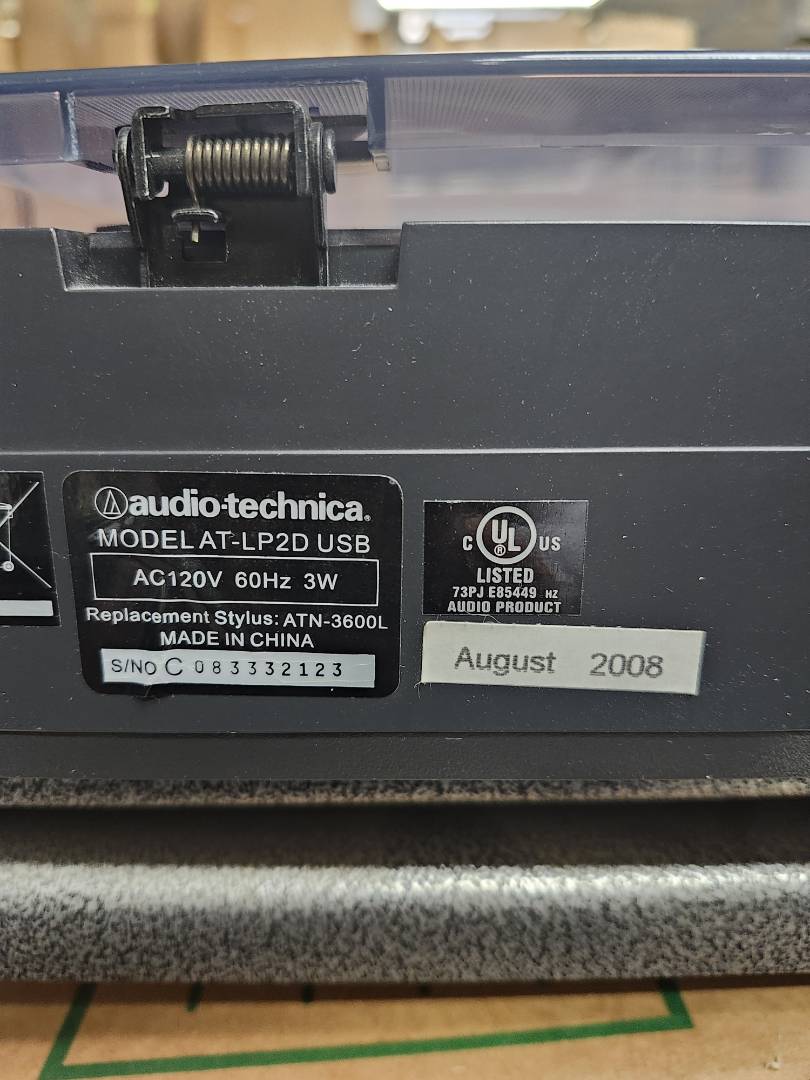 audio-technica®
MODEL AT-LP2D USB
AC120V 60Hz 3W
Replacement Stylus: ATN-3600L
MADE IN CHINA
S/NO C 083332123
C UL® US
LISTED
73PJ E85449 HZ
AUDIO PRODUCT
August 2008